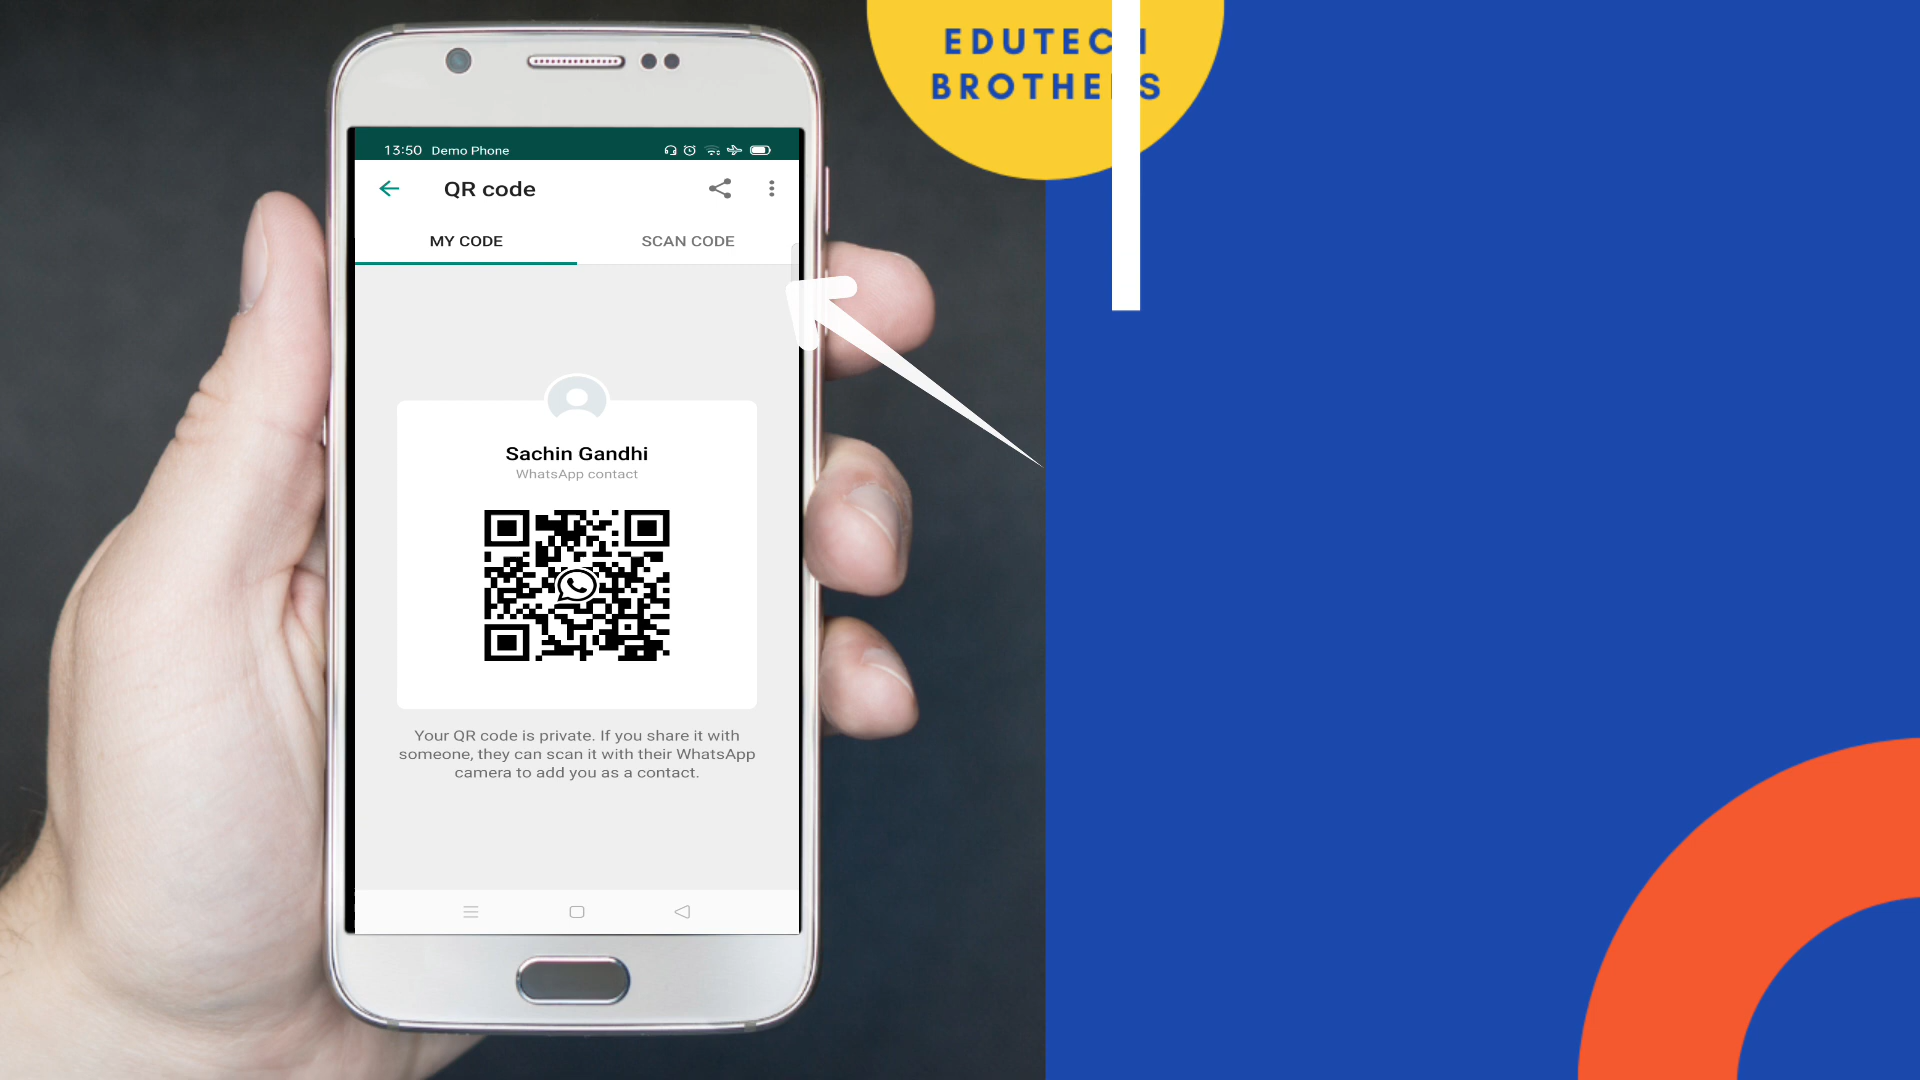 EDUTECH
BROTHERS
13:50 Demo Phone
QR code
MY CODE
SCAN CODE
Sachin Gandhi
WhatsApp contact
Your QR code is private. If you share it with
someone, they can scan it with their WhatsApp
camera to add you as a contact.